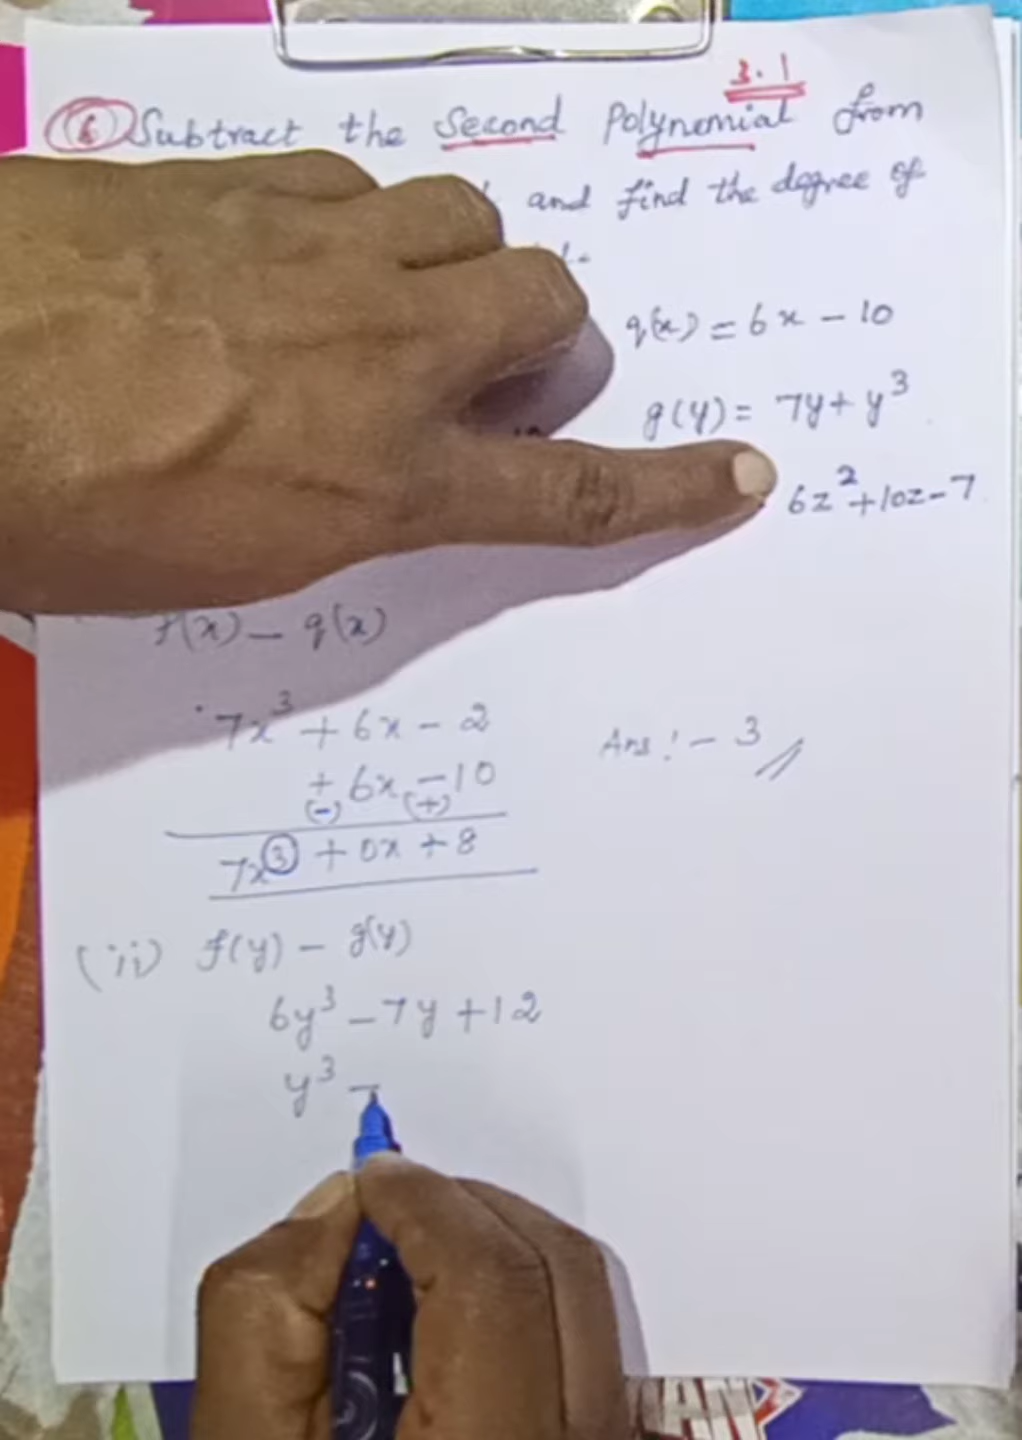 3.1
6 Subtract the Second Polynomial from
and find the degree of
q(x) = 6x - 10
g(y) = 7y + y³
6z² + 10z - 7
f(x) - q(x)
7x³ + 6x - 2
+ 6x - 10
(-) (+)
Ans :- 3
7x³ + 0x + 8
(ii) f(y) - g(y)
6y³ - 7y + 12
y³